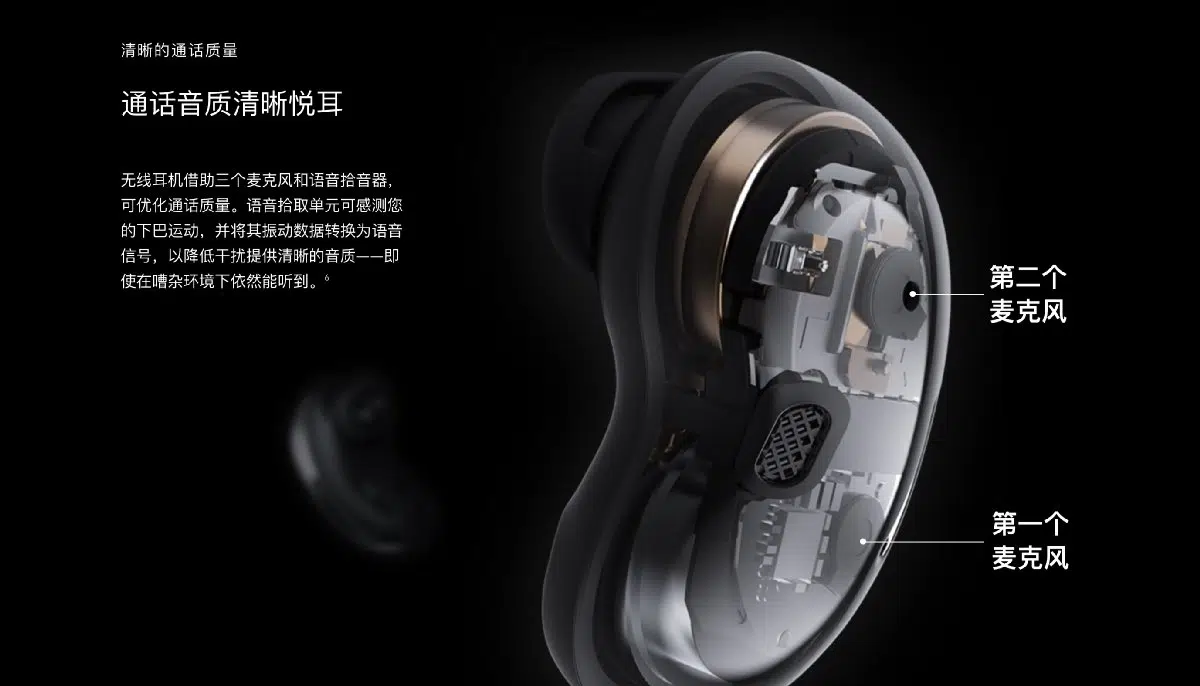 清晰的通话质量
通话音质清晰悦耳
无线耳机借助三个麦克风和语音拾音器，
可优化通话质量。语音拾取单元可感测您
的下巴运动，并将其振动数据转换为语音
信号，以降低干扰提供清晰的音质——即
使在嘈杂环境下依然能听到。⁶
第二个
麦克风
第一个
麦克风